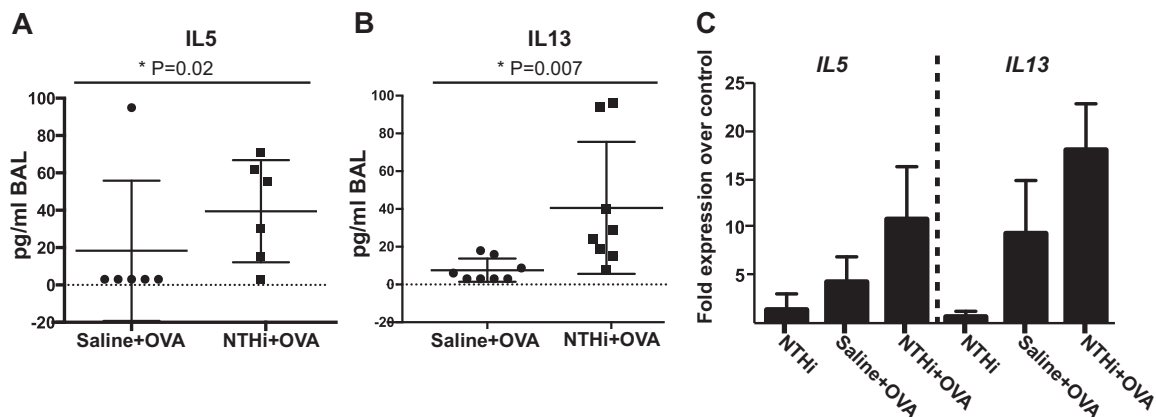 A
IL5
* P=0.02
pg/ml BAL
100
80
60
40
20
0
-20
Saline+OVA
NTHi+OVA
B
IL13
* P=0.007
pg/ml BAL
100
80
60
40
20
0
-20
Saline+OVA
NTHi+OVA
C
IL5
IL13
Fold expression over control
25
20
15
10
5
NTHi
Saline+OVA
NTHi+OVA
NTHi
Saline+OVA
NTHi+OVA